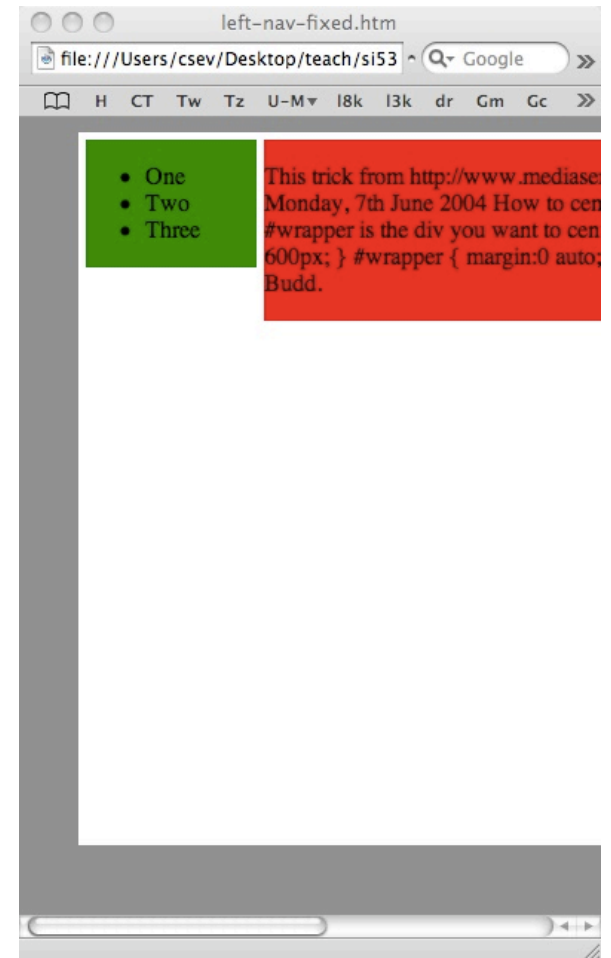 left-nav-fixed.htm
file:///Users/csev/Desktop/teach/si53
Google
H CT Tw Tz U-M I8k I3k dr Gm Gc
One
Two
Three
This trick from http://www.mediase
Monday, 7th June 2004 How to cen
#wrapper is the div you want to cen
600px; } #wrapper { margin:0 auto;
Budd.